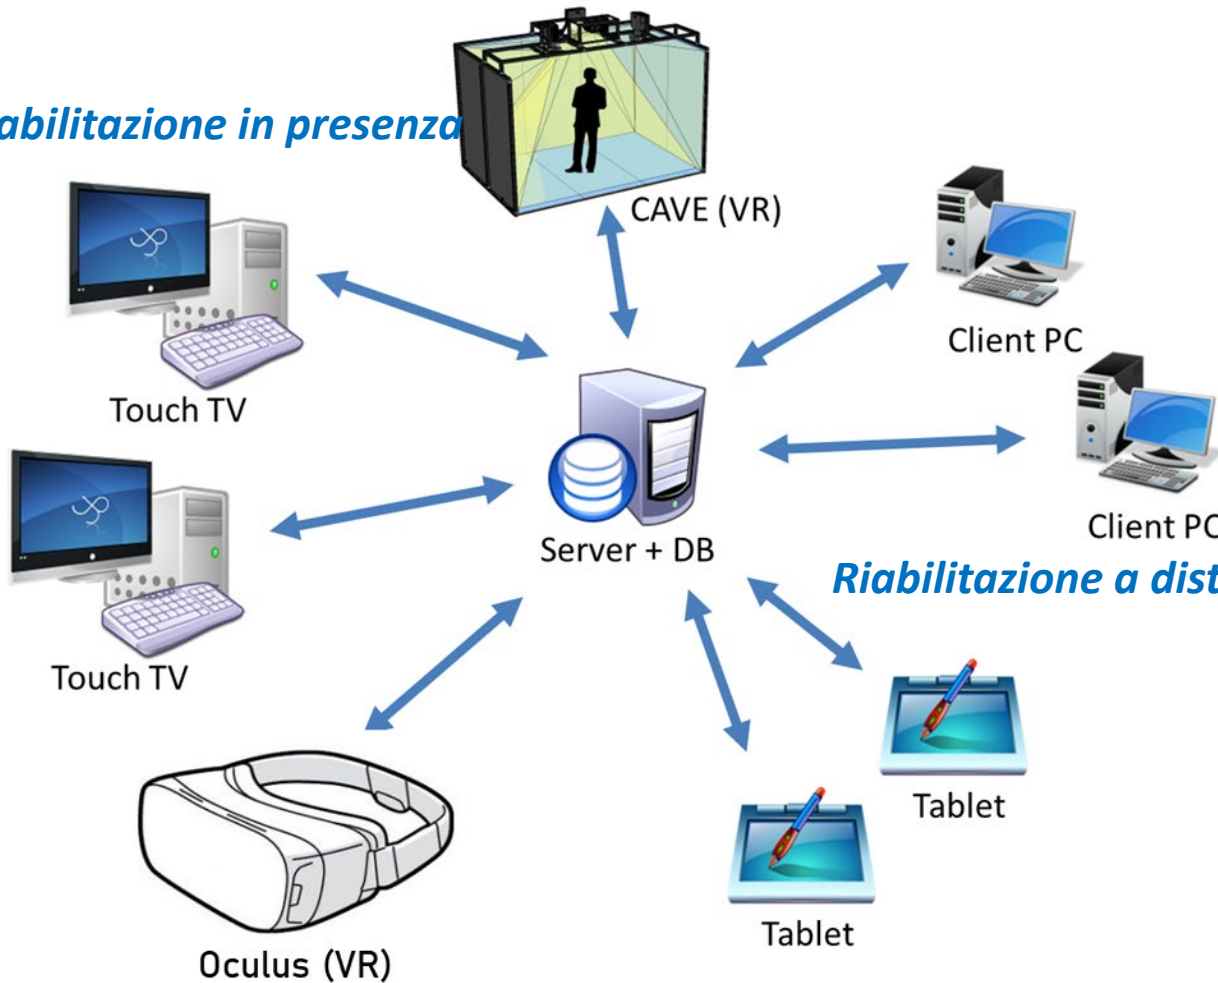 abilitazione in presenza
CAVE (VR)
Client PC
Touch TV
Client PC
Server + DB
Riabilitazione a dist
Touch TV
Tablet
Tablet
Oculus (VR)